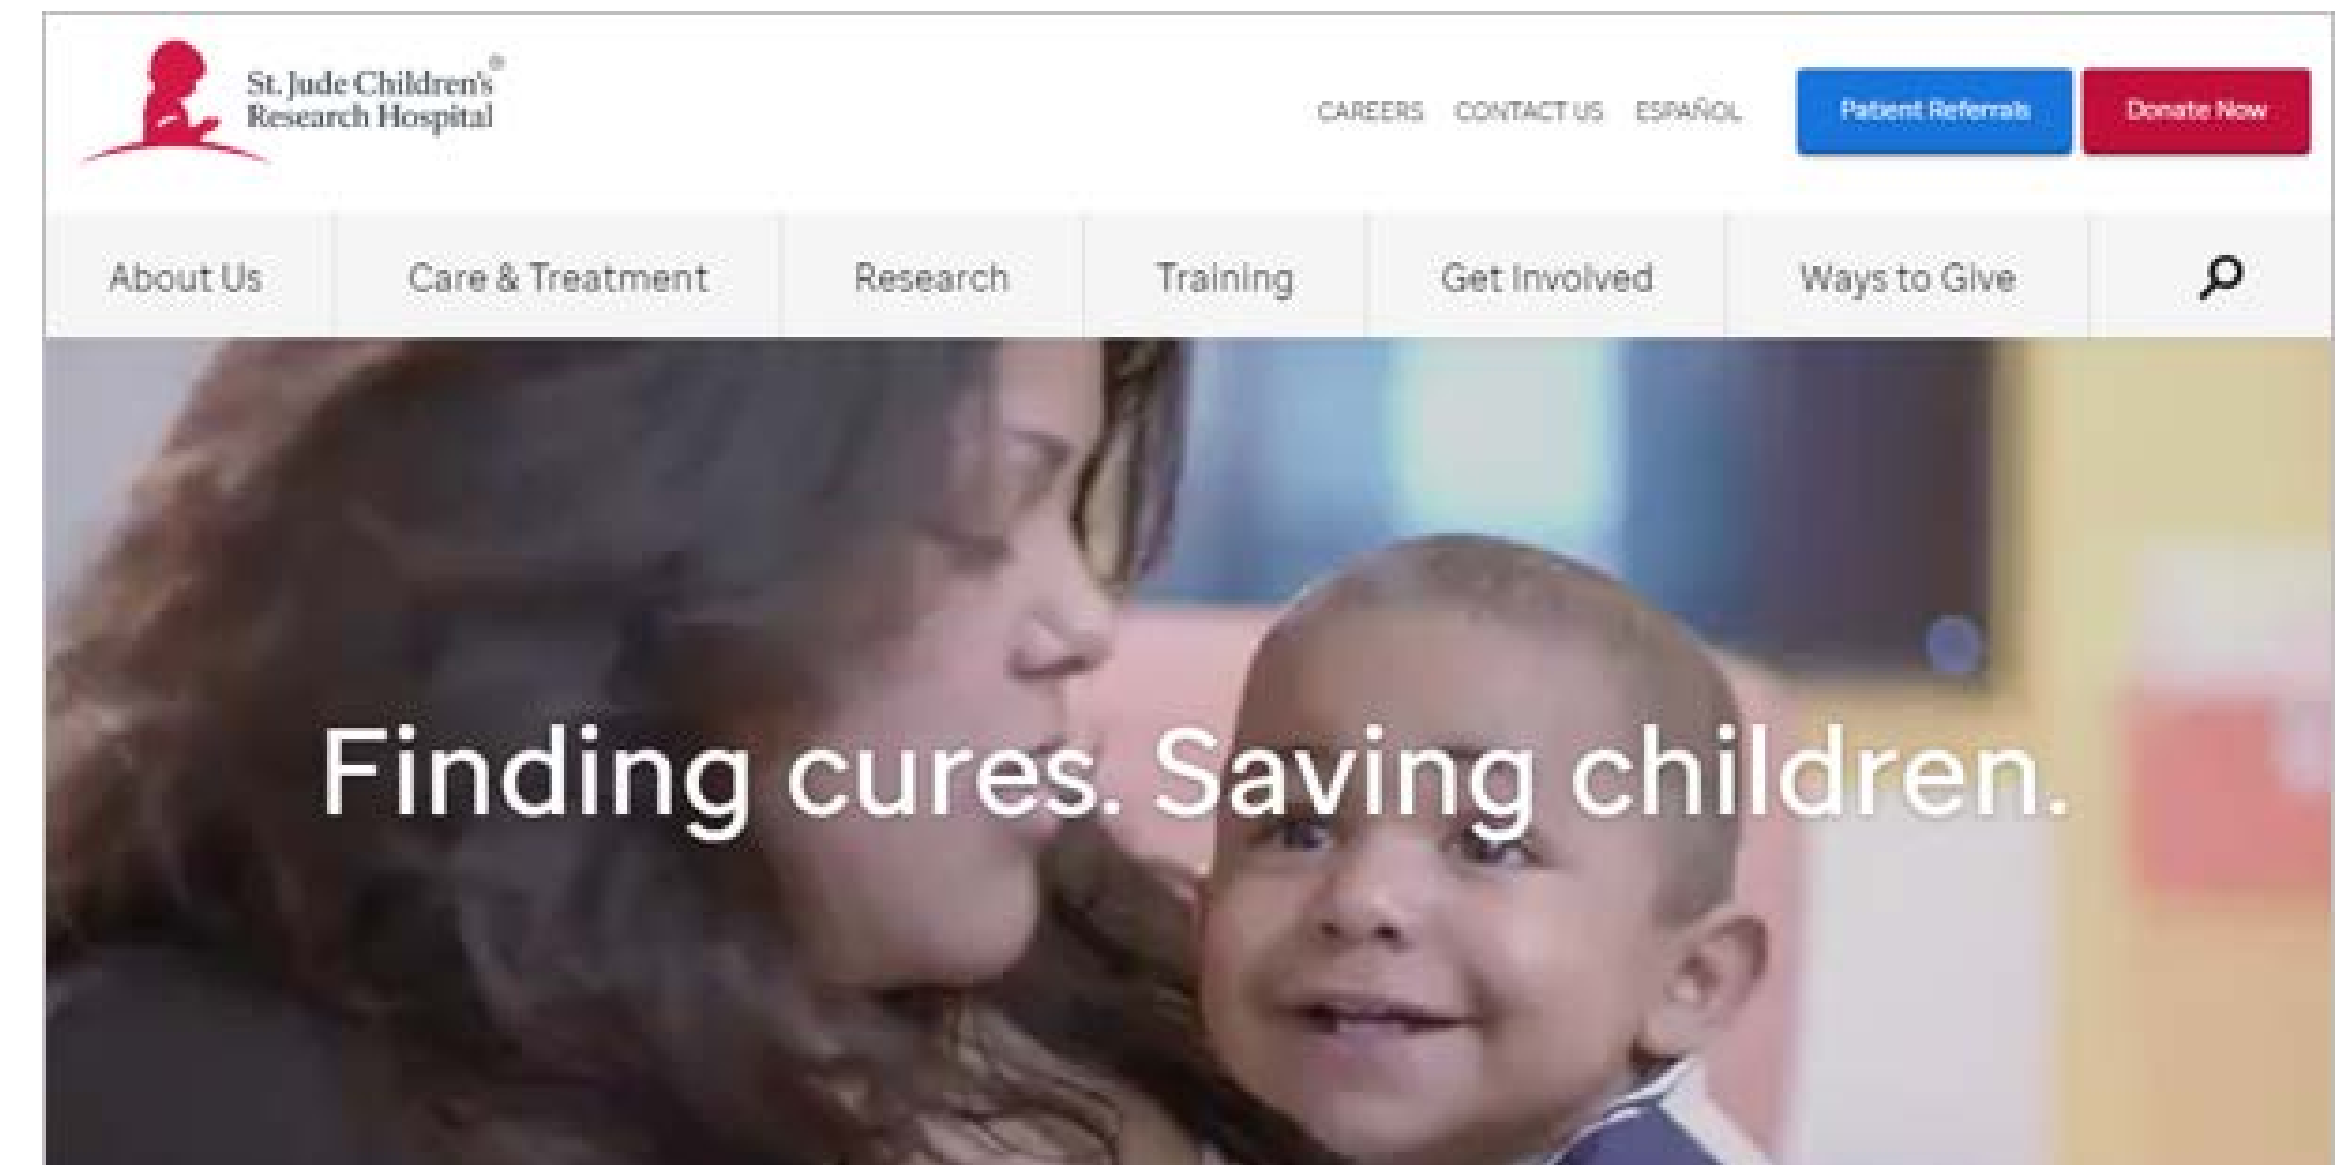 St. Jude Children's®
Research Hospital
CAREERS CONTACT US ESPAÑOL Patient Referrals Donate Now
About Us Care & Treatment Research Training Get Involved Ways to Give
Finding cures. Saving children.